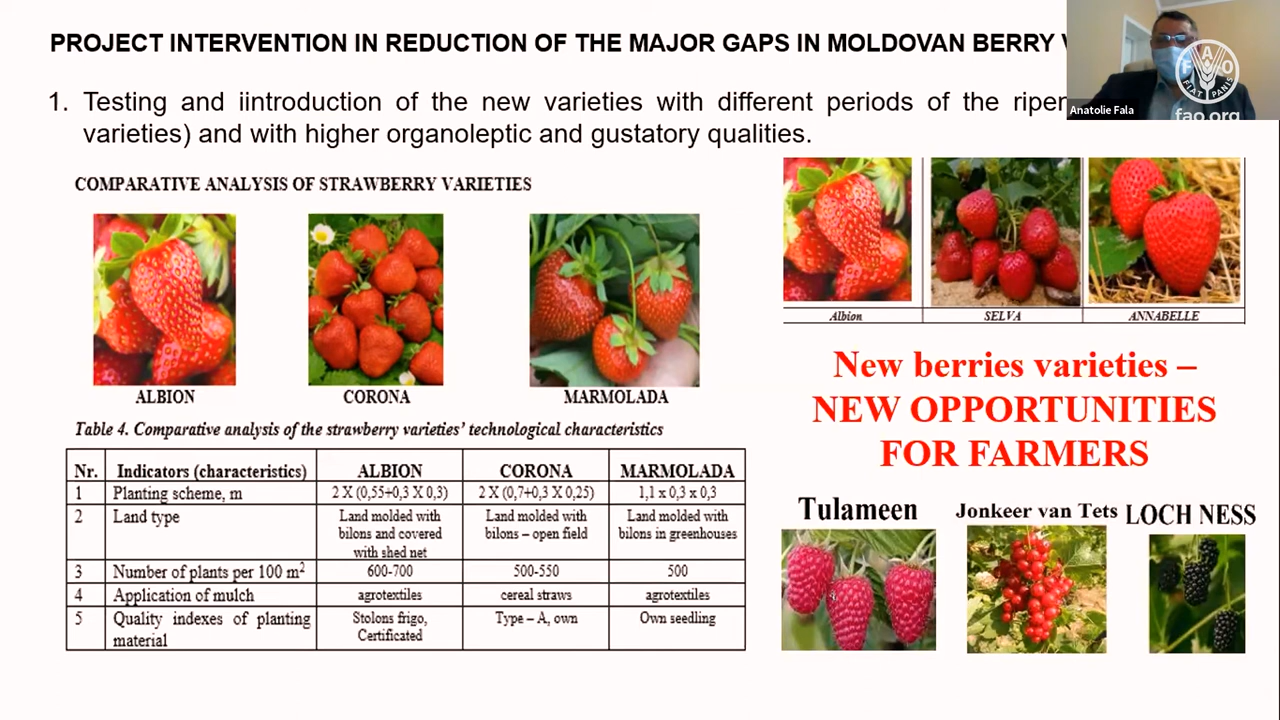 PROJECT INTERVENTION IN REDUCTION OF THE MAJOR GAPS IN MOLDOVAN BERRY
Anatolie Fala
FAO
FIAT PANIS
fao.org
1. Testing and iintroduction of the new varieties with different periods of the
varieties) and with higher organoleptic and gustatory qualities.
COMPARATIVE ANALYSIS OF STRAWBERRY VARIETIES
ALBION CORONA MARMOLADA
Table 4. Comparative analysis of the strawberry varieties' technological characteristics
Nr. Indicators (characteristics) ALBION CORONA MARMOLADA
1 Planting scheme, m 2 X (0,55+0,3 X 0,3) 2 X (0,7+0,3 X 0,25) 1,1 x 0,3 x 0,3
2 Land type Land molded with bilons and covered with shed net Land molded with bilons – open field Land molded with bilons in greenhouses
3 Number of plants per 100 m² 600-700 500-550 500
4 Application of mulch agrotextiles cereal straws agrotextiles
5 Quality indexes of planting material Stolons frigo, Certificated Type – A, own Own seedling
Albion SELVA ANNABELLE
New berries varieties –
NEW OPPORTUNITIES
FOR FARMERS
Tulameen Jonkeer van Tets LOCH NESS